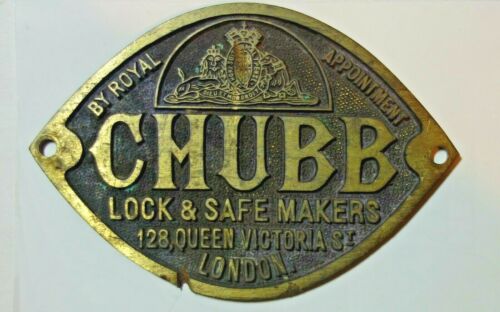 BY ROYAL APPOINTMENT
CHUBB
LOCK & SAFE MAKERS
128, QUEEN VICTORIA ST
LONDON.